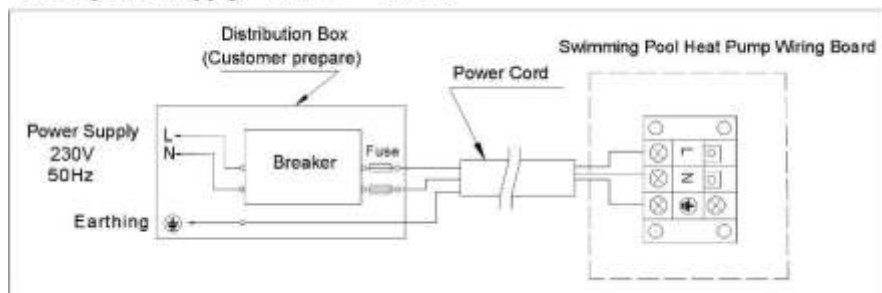 Distribution Box
(Customer prepare)
Swimming Pool Heat Pump Wiring Board
Power Cord
Power Supply
230V
50Hz
L
N
Breaker
Fuse
Earthing
L
N